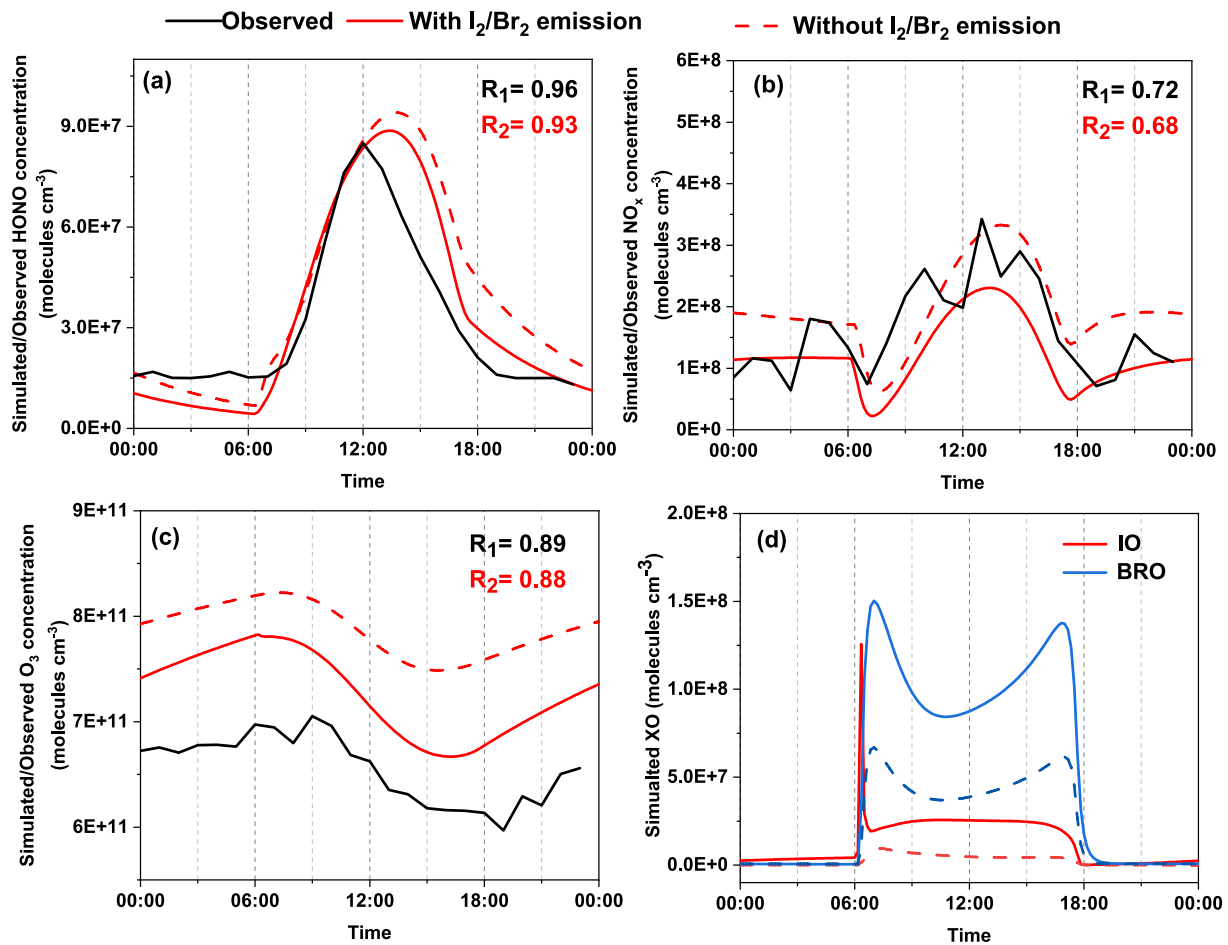 Observed
With I₂/Br₂ emission
Without I₂/Br₂ emission
(a)
R₁= 0.96
R₂= 0.93
Simulated/Observed HONO concentration
(molecules cm⁻³)
9.0E+7
6.0E+7
3.0E+7
0.0E+0
00:00 06:00 12:00 18:00 00:00
Time
(b)
R₁= 0.72
R₂= 0.68
Simulated/Observed NOₓ concentration
(molecules cm⁻³)
6E+8
5E+8
4E+8
3E+8
2E+8
1E+8
0E+0
00:00 06:00 12:00 18:00 00:00
Time
(c)
R₁= 0.89
R₂= 0.88
Simulated/Observed O₃ concentration
(molecules cm⁻³)
9E+11
8E+11
7E+11
6E+11
00:00 06:00 12:00 18:00 00:00
Time
(d)
IO
BRO
Simualted XO (molecules cm⁻³)
2.0E+8
1.5E+8
1.0E+8
5.0E+7
0.0E+0
00:00 06:00 12:00 18:00 00:00
Time